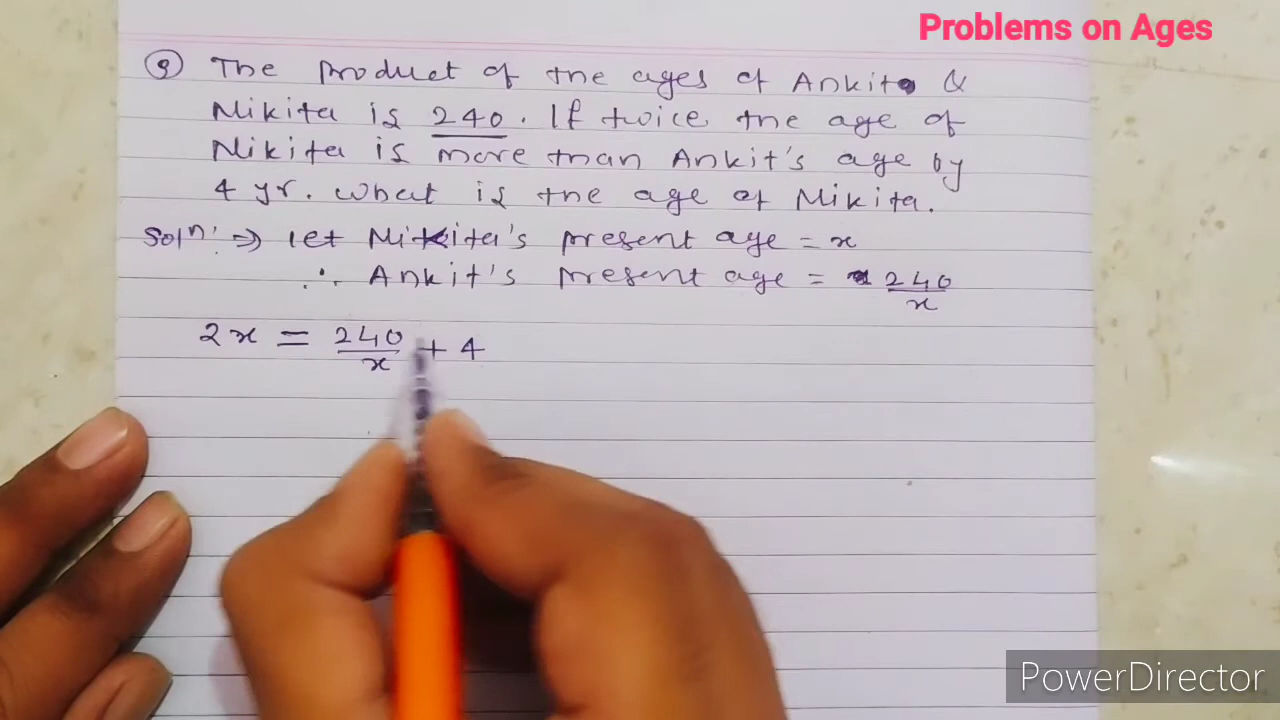 Problems on Ages
Q The product of the ages of Ankit &
Nikita is 240. If twice the age of
Nikita is more than Ankit's age by
4 yr. what is the age of Nikita.
Solⁿ: ⇒ let Nikita's present age = x
∴ Ankit's present age = 240/x
2x = 240/x + 4
PowerDirector